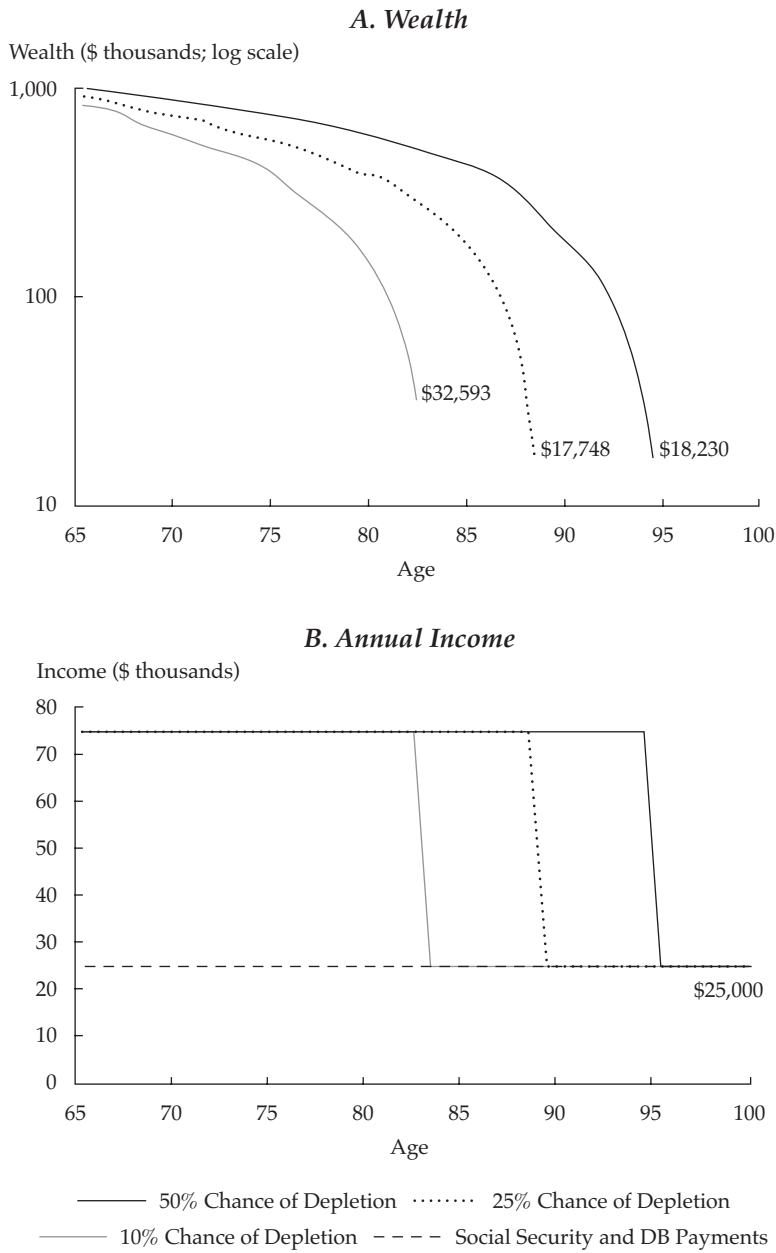 A. Wealth
Wealth ($ thousands; log scale)
1,000
100
10
$32,593
$17,748
$18,230
65 70 75 80 85 90 95 100
Age
B. Annual Income
Income ($ thousands)
80
70
60
50
40
30
20
10
0
$25,000
65 70 75 80 85 90 95 100
Age
50% Chance of Depletion 25% Chance of Depletion
10% Chance of Depletion Social Security and DB Payments